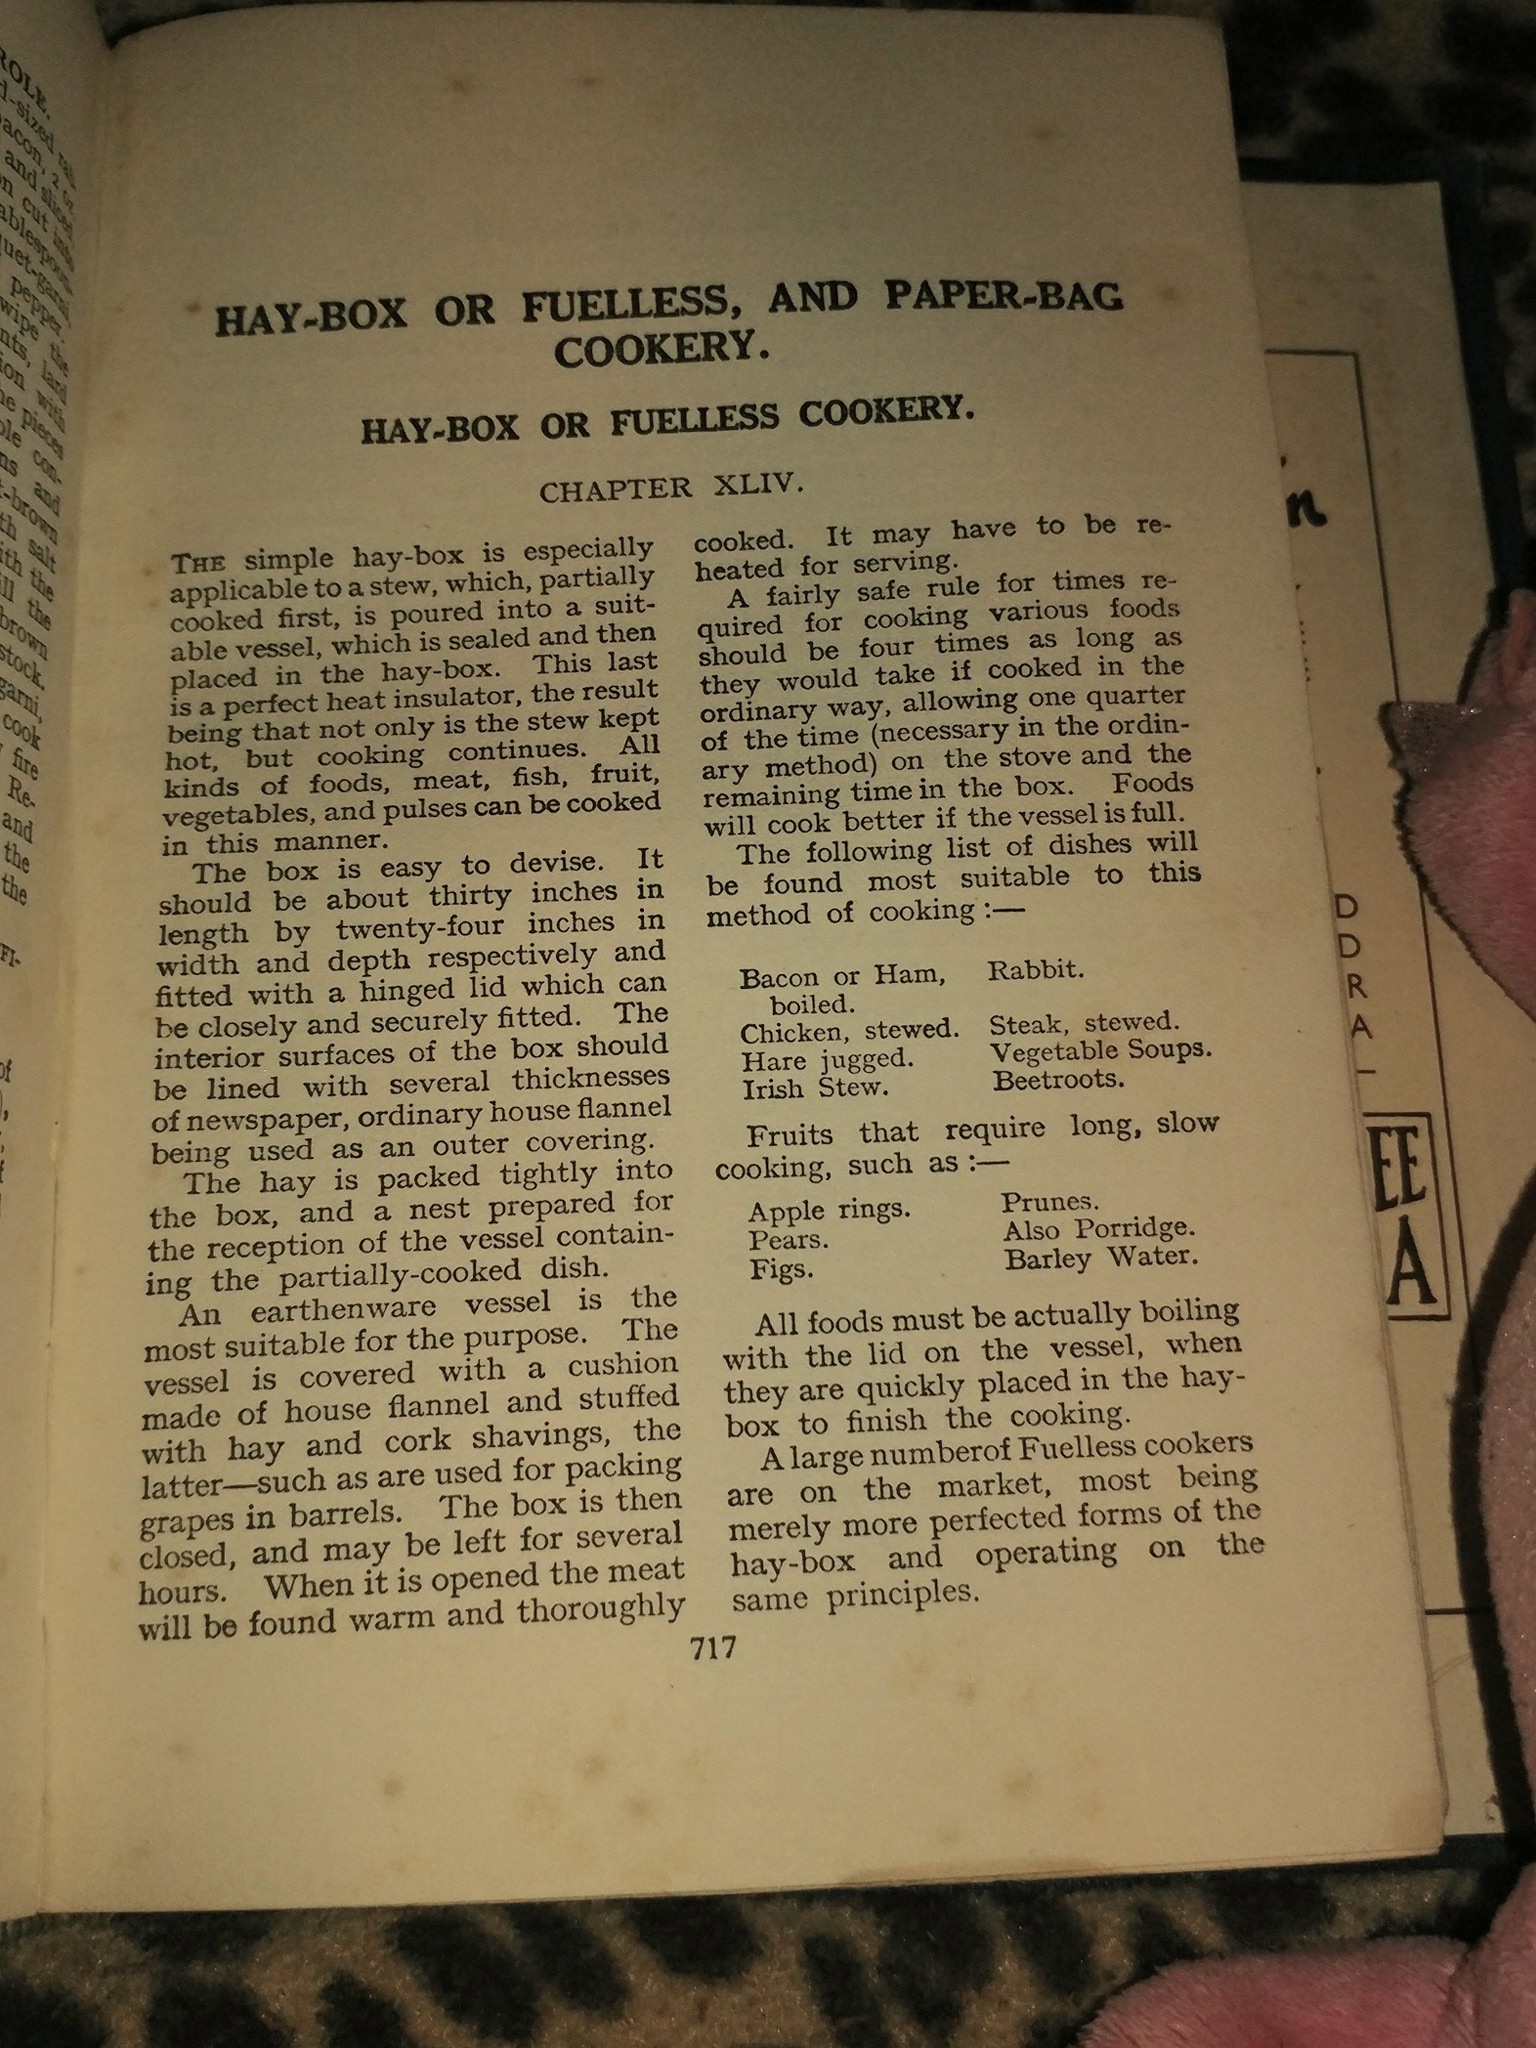 ROLE.
HAY-BOX OR FUELLESS, AND PAPER-BAG
COOKERY.
HAY-BOX OR FUELLESS COOKERY.
CHAPTER XLIV.
THE simple hay-box is especially
applicable to a stew, which, partially
cooked first, is poured into a suit-
able vessel, which is sealed and then
placed in the hay-box. This last
is a perfect heat insulator, the result
being that not only is the stew kept
hot, but cooking continues. All
kinds of foods, meat, fish, fruit,
vegetables, and pulses can be cooked
in this manner.
The box is easy to devise. It
should be about thirty inches in
length by twenty-four inches in
width and depth respectively and
fitted with a hinged lid which can
be closely and securely fitted. The
interior surfaces of the box should
be lined with several thicknesses
of newspaper, ordinary house flannel
being used as an outer covering.
The hay is packed tightly into
the box, and a nest prepared for
the reception of the vessel contain-
ing the partially-cooked dish.
An earthenware vessel is the
most suitable for the purpose. The
vessel is covered with a cushion
made of house flannel and stuffed
with hay and cork shavings, the
latter—such as are used for packing
grapes in barrels. The box is then
closed, and may be left for several
hours. When it is opened the meat
will be found warm and thoroughly
cooked. It may have to be re-
heated for serving.
A fairly safe rule for times re-
quired for cooking various foods
should be four times as long as
they would take if cooked in the
ordinary way, allowing one quarter
of the time (necessary in the ordin-
ary method) on the stove and the
remaining time in the box. Foods
will cook better if the vessel is full.
The following list of dishes will
be found most suitable to this
method of cooking :—
Bacon or Ham,
boiled.
Chicken, stewed.
Hare jugged.
Irish Stew.
Rabbit.
Steak, stewed.
Vegetable Soups.
Beetroots.
Fruits that require long, slow
cooking, such as :—
Apple rings.
Pears.
Figs.
Prunes.
Also Porridge.
Barley Water.
All foods must be actually boiling
with the lid on the vessel, when
they are quickly placed in the hay-
box to finish the cooking.
A large numberof Fuelless cookers
are on the market, most being
merely more perfected forms of the
hay-box and operating on the
same principles.
717
D
D
R
A
EE
A